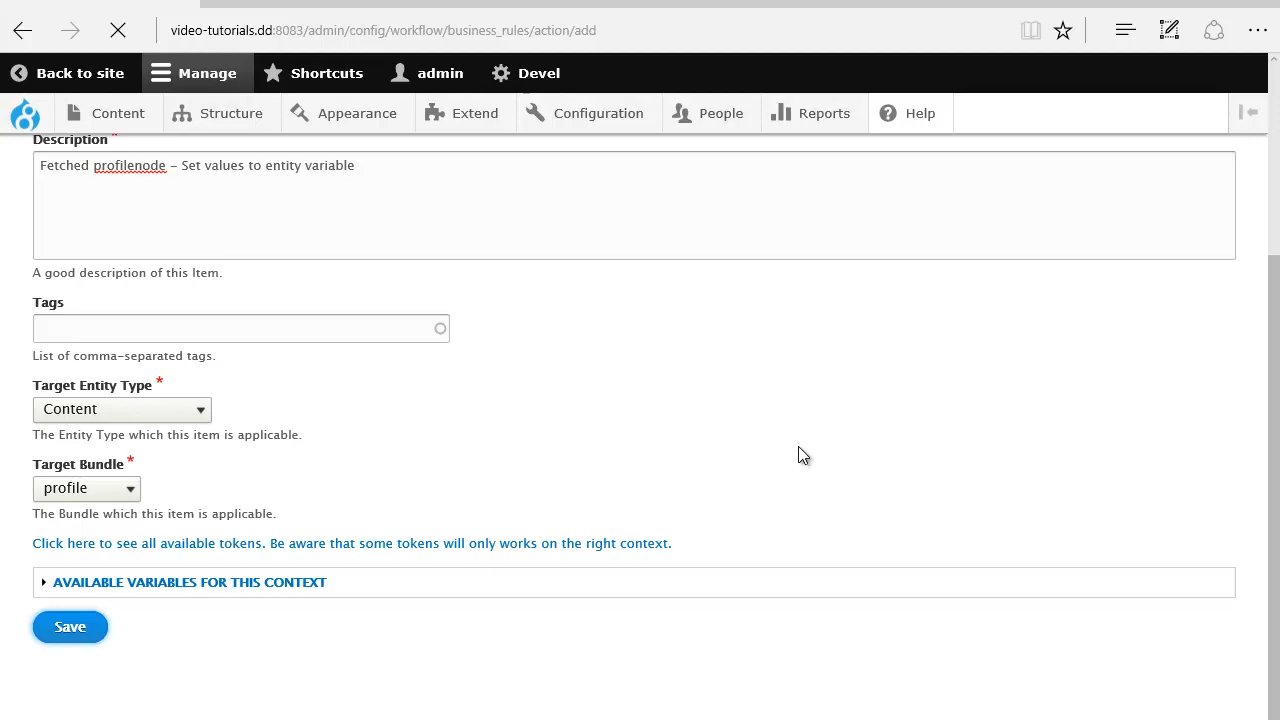 video-tutorials.dd:8083/admin/config/workflow/business_rules/action/add
Back to site Manage Shortcuts admin Devel
Content Structure Appearance Extend Configuration People Reports Help
Description *
Fetched profilenode - Set values to entity variable
A good description of this Item.
Tags
List of comma-separated tags.
Target Entity Type *
Content
The Entity Type which this item is applicable.
Target Bundle *
profile
The Bundle which this item is applicable.
Click here to see all available tokens. Be aware that some tokens will only works on the right context.
AVAILABLE VARIABLES FOR THIS CONTEXT
Save